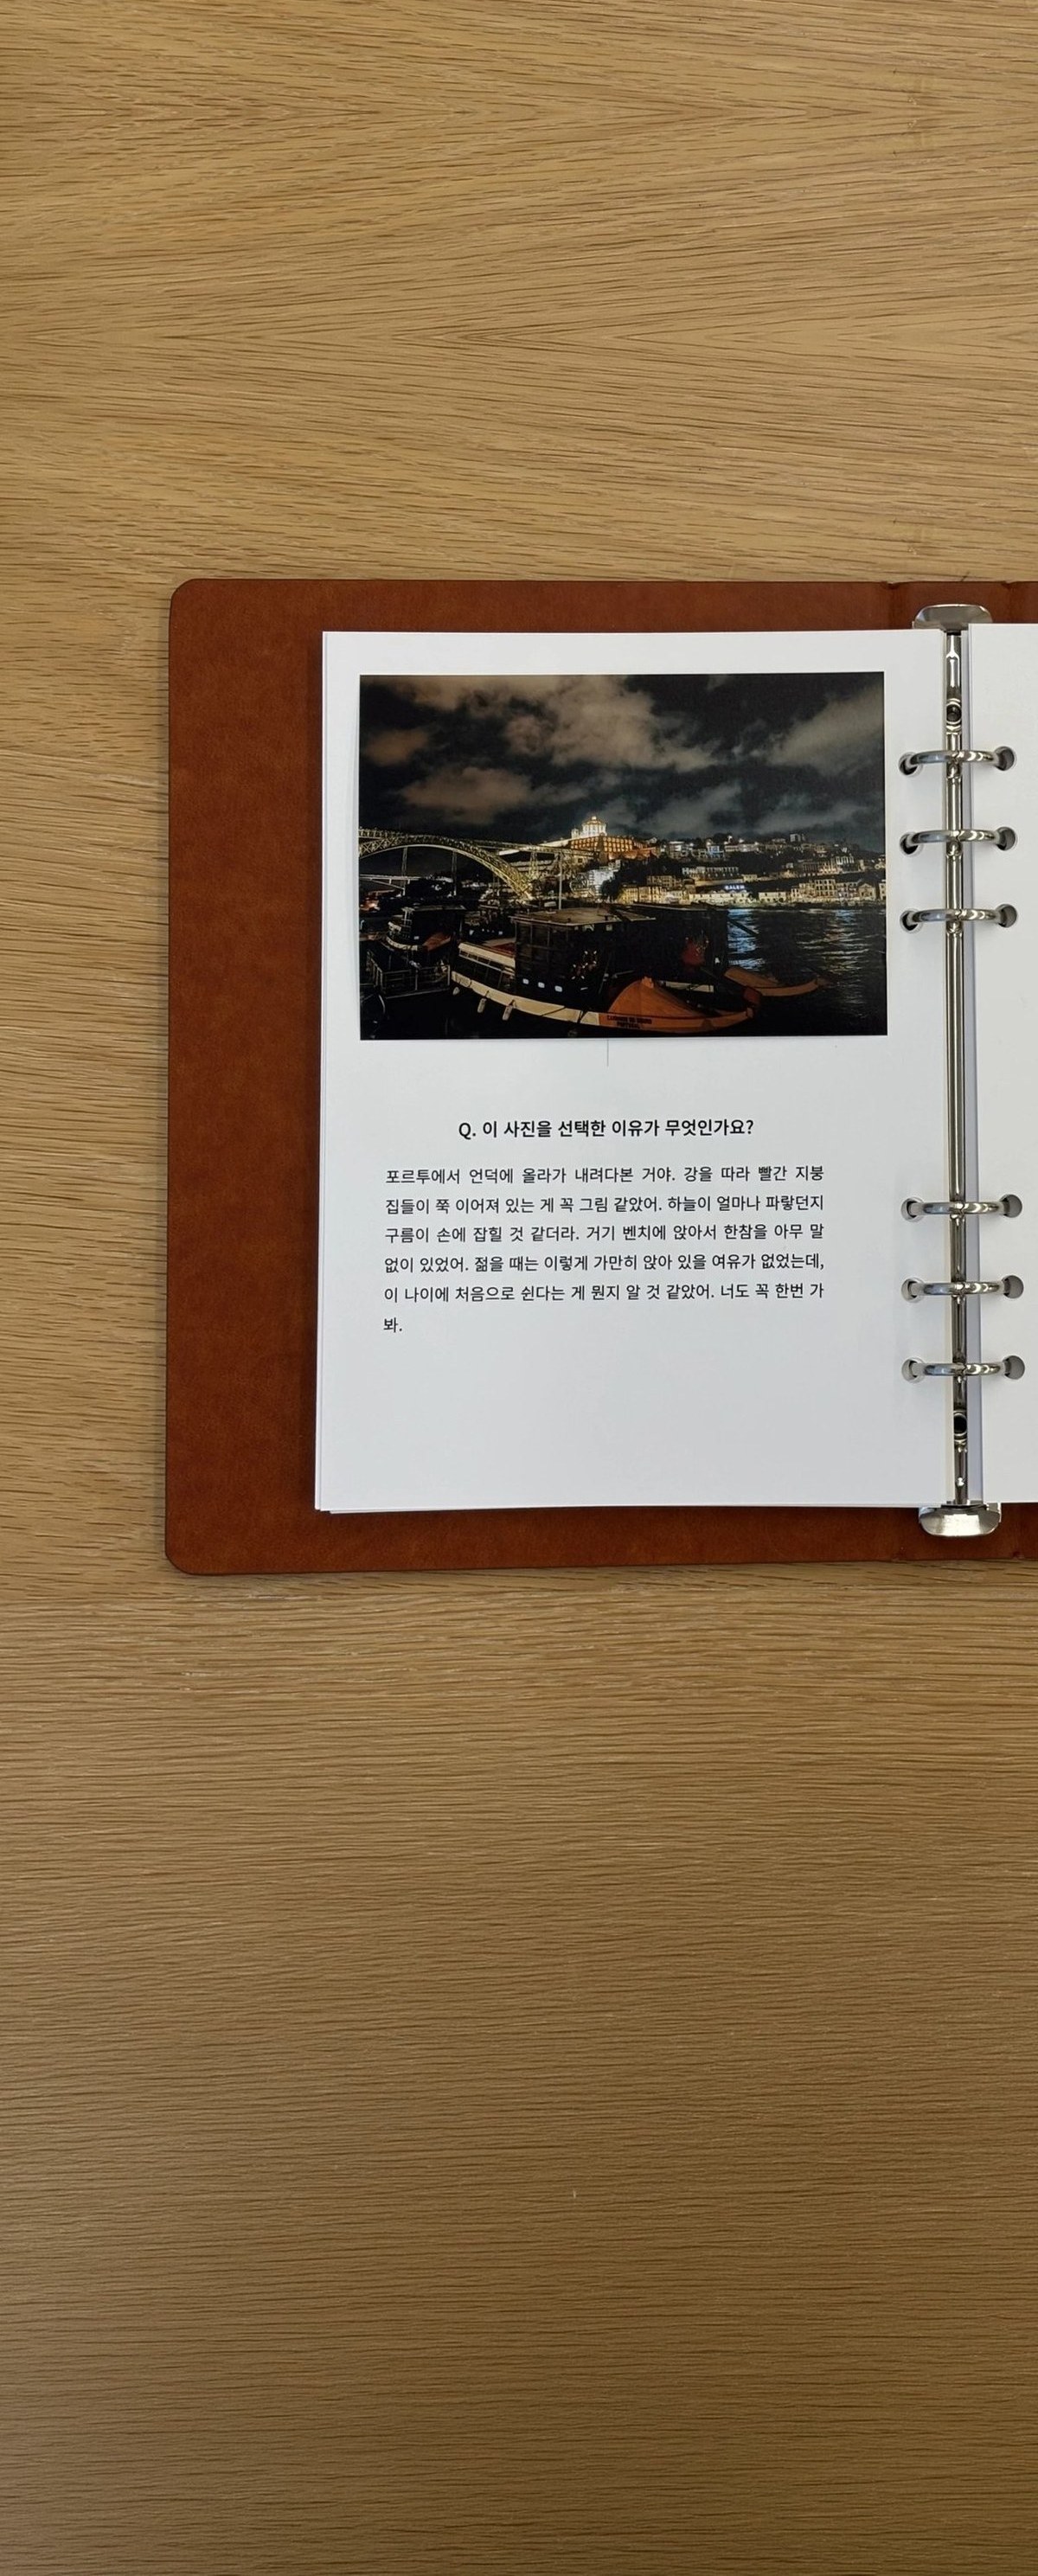 CALEM
Q. 이 사진을 선택한 이유가 무엇인가요?
포르투에서 언덕에 올라가 내려다본 거야. 강을 따라 빨간 지붕
집들이 쭉 이어져 있는 게 꼭 그림 같았어. 하늘이 얼마나 파랗던지
구름이 손에 잡힐 것 같더라. 거기 벤치에 앉아서 한참을 아무 말
없이 있었어. 젊을 때는 이렇게 가만히 앉아 있을 여유가 없었는데,
이 나이에 처음으로 쉰다는 게 뭔지 알 것 같았어. 너도 꼭 한번 가
봐.